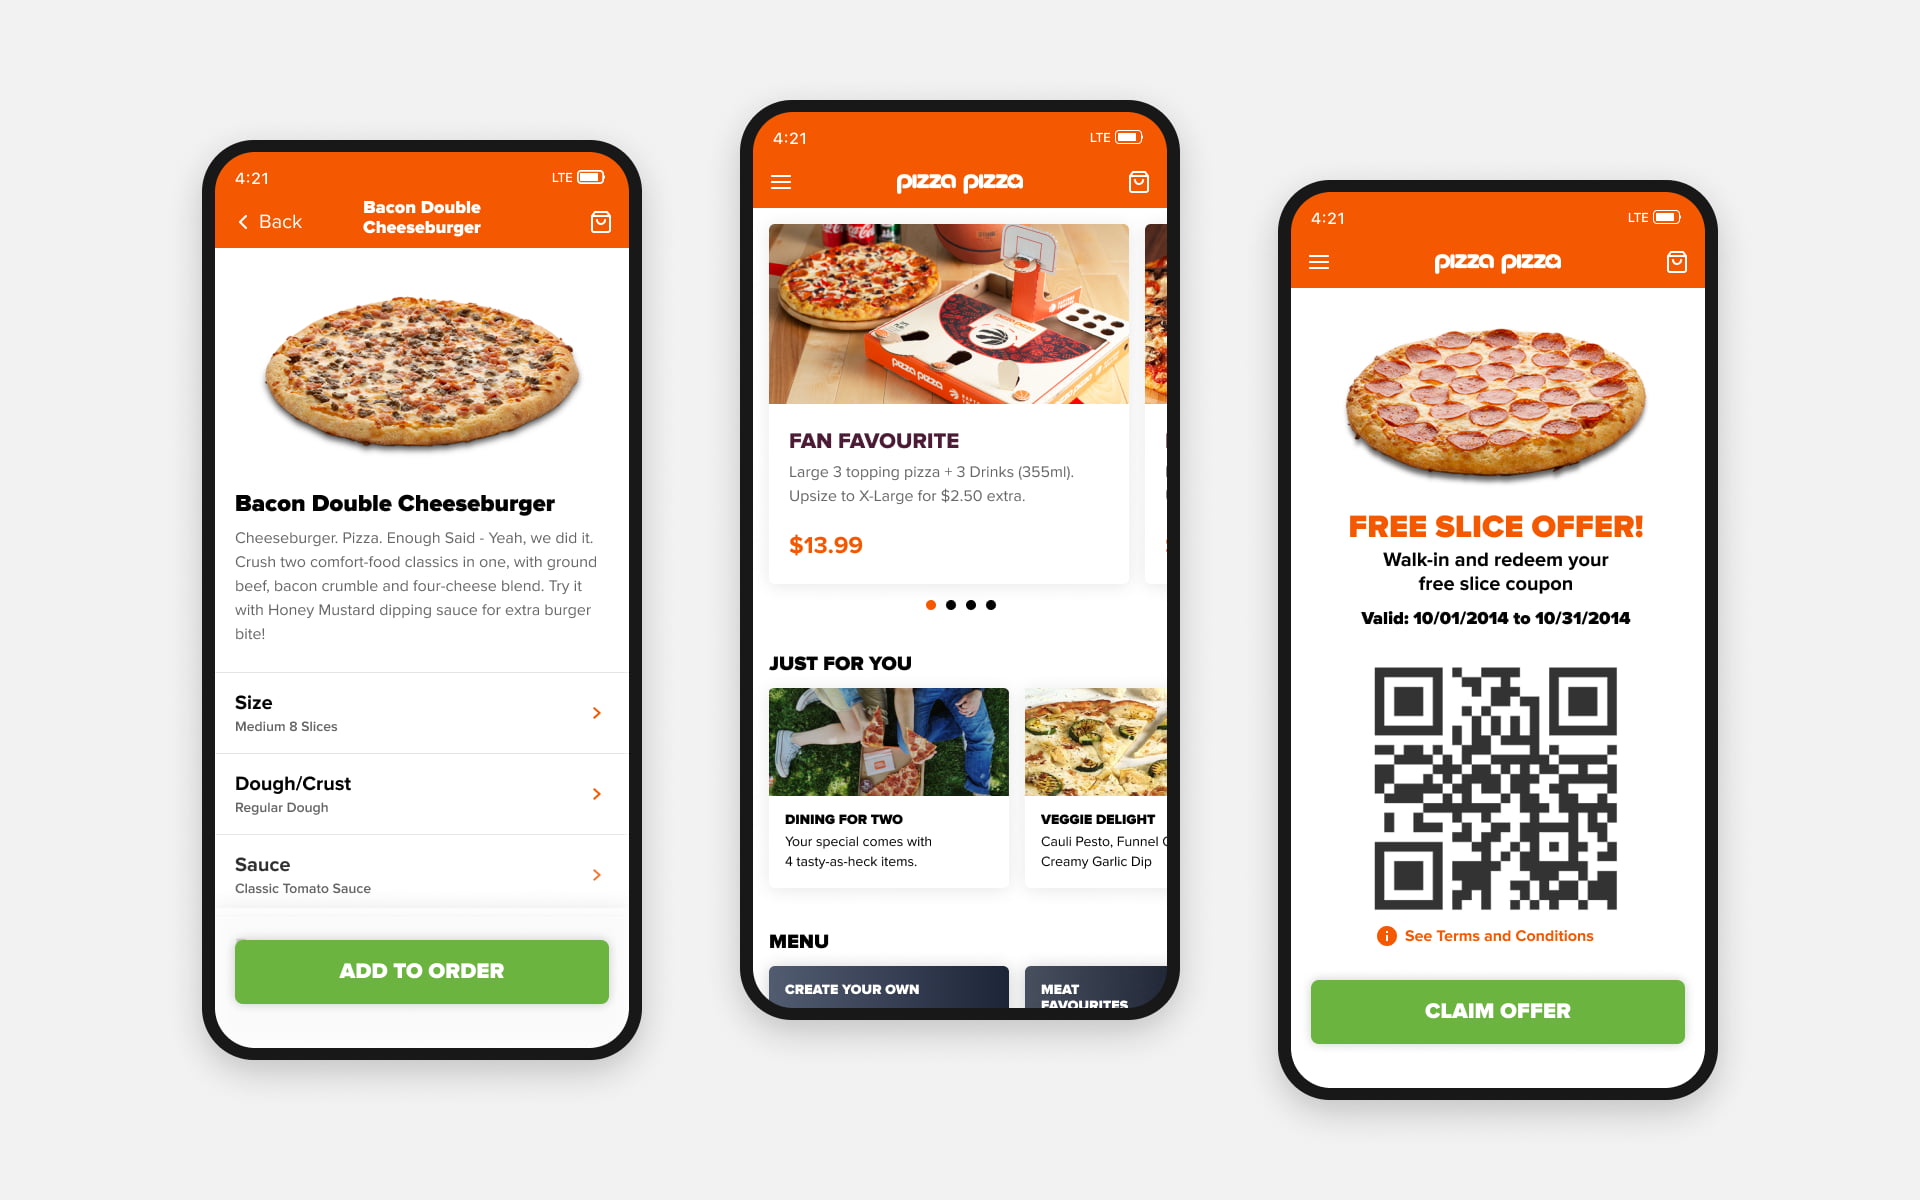 4:21
LTE
Back
Bacon Double
Cheeseburger
Bacon Double Cheeseburger
Cheeseburger. Pizza. Enough Said - Yeah, we did it.
Crush two comfort-food classics in one, with ground
beef, bacon crumble and four-cheese blend. Try it
with Honey Mustard dipping sauce for extra burger
bite!
Size
Medium 8 Slices
Dough/Crust
Regular Dough
Sauce
Classic Tomato Sauce
ADD TO ORDER
4:21
LTE
pizza pizza
pizza pizza
FAN FAVOURITE
Large 3 topping pizza + 3 Drinks (355ml).
Upsize to X-Large for $2.50 extra.
$13.99
JUST FOR YOU
DINING FOR TWO
Your special comes with
4 tasty-as-heck items.
VEGGIE DELIGHT
Cauli Pesto, Funnel
Creamy Garlic Dip
MENU
CREATE YOUR OWN
MEAT
FAVOURITES
4:21
LTE
pizza pizza
FREE SLICE OFFER!
Walk-in and redeem your
free slice coupon
Valid: 10/01/2014 to 10/31/2014
See Terms and Conditions
CLAIM OFFER